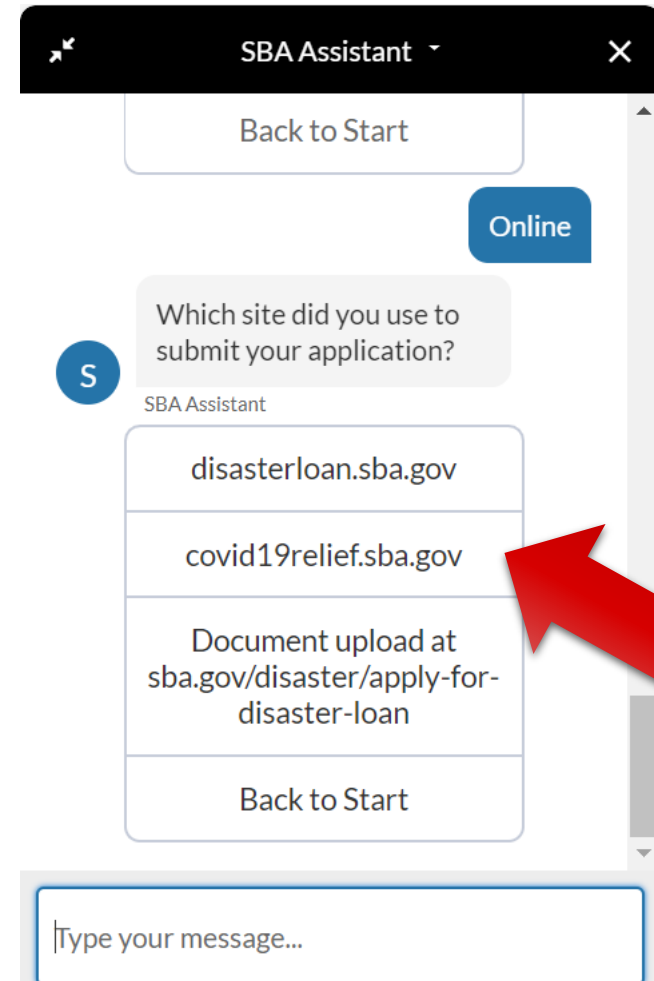 SBA Assistant
Back to Start
Online
Which site did you use to
submit your application?
S
SBA Assistant
disasterloan.sba.gov
covid19relief.sba.gov
Document upload at
sba.gov/disaster/apply-for-
disaster-loan
Back to Start
Type your message...